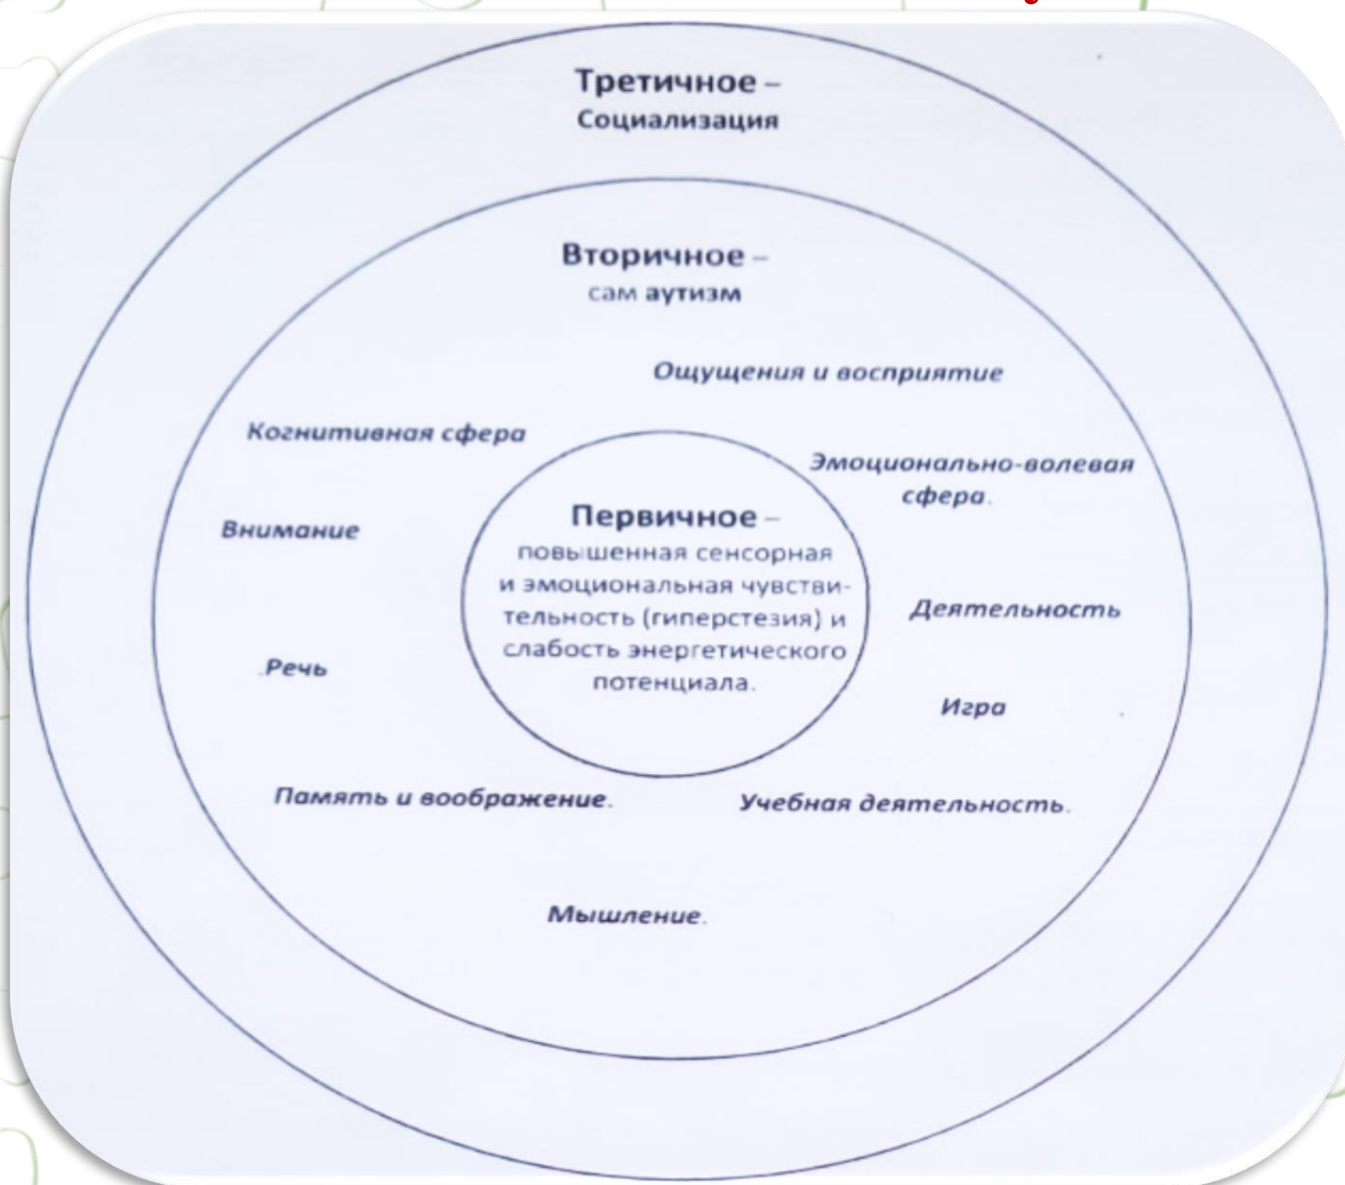 Третичное –
Социализация
Вторичное –
сам аутизм
Ощущения и восприятие
Когнитивная сфера
Эмоционально-волевая
сфера.
Внимание
Первичное –
повышенная сенсорная
и эмоциональная чувстви-
тельность (гиперстезия) и
слабость энергетического
потенциала.
Деятельность
Речь
Игра
Память и воображение.
Учебная деятельность.
Мышление.